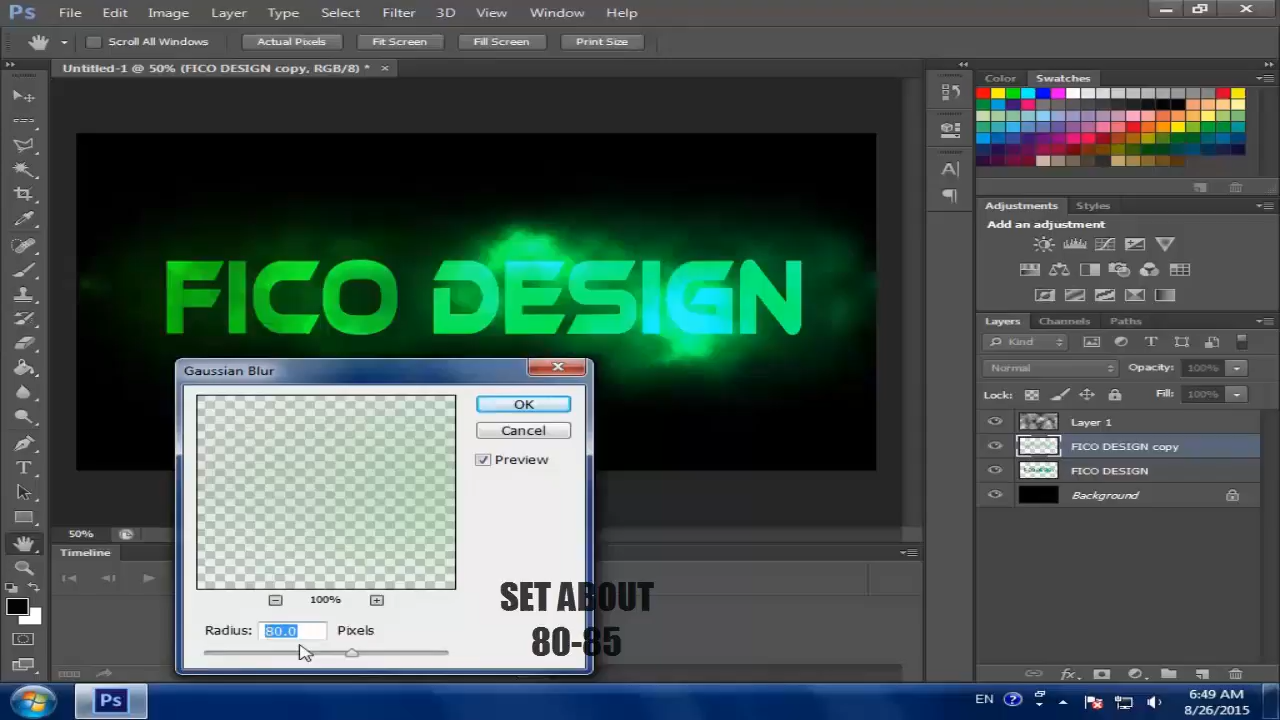 Ps File Edit Image Layer Type Select Filter 3D View Window Help
Scroll All Windows Actual Pixels Fit Screen Fill Screen Print Size
Untitled-1 @ 50% (FICO DESIGN copy, RGB/8) * ×
Color Swatches
Adjustments Styles
Add an adjustment
FICO DESIGN
Layers Channels Paths
Kind
Normal Opacity: 100%
Lock: Fill: 100%
Layer 1
FICO DESIGN copy
FICO DESIGN
Background
Gaussian Blur
OK
Cancel
Preview
100%
Radius: 80.0 Pixels
50%
Timeline
SET ABOUT
80-85
Ps
EN
6:49 AM
8/26/2015